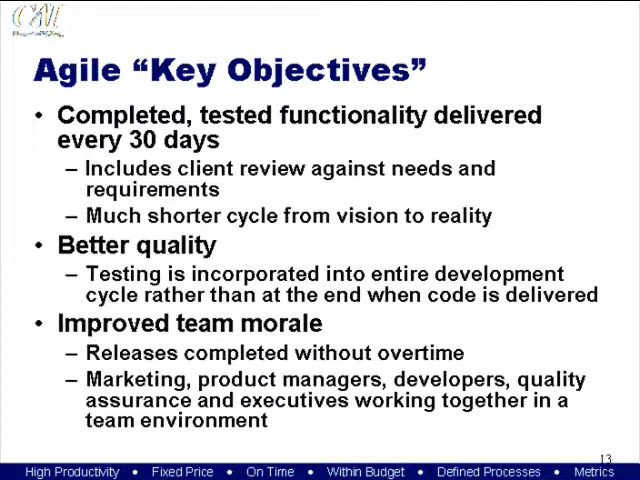 CAI
Agile “Key Objectives”
• Completed, tested functionality delivered
every 30 days
– Includes client review against needs and
requirements
– Much shorter cycle from vision to reality
• Better quality
– Testing is incorporated into entire development
cycle rather than at the end when code is delivered
• Improved team morale
– Releases completed without overtime
– Marketing, product managers, developers, quality
assurance and executives working together in a
team environment
13
High Productivity • Fixed Price • On Time • Within Budget • Defined Processes • Metrics